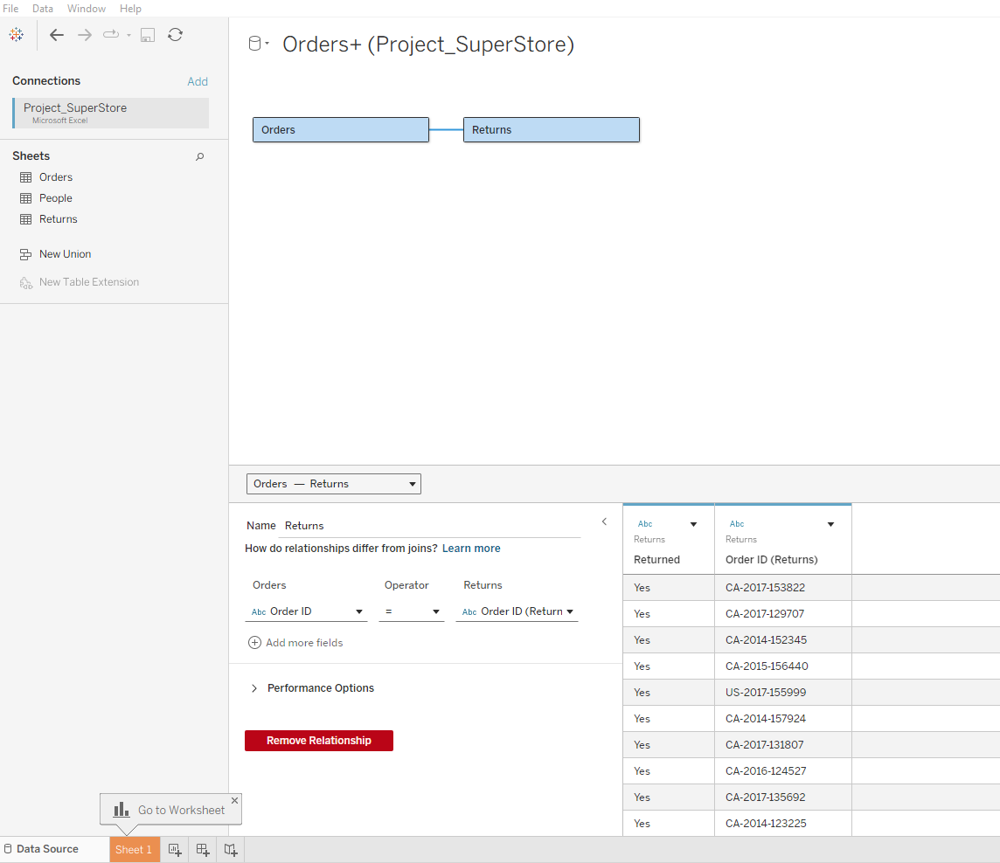 File Data Window Help
Orders+ (Project_SuperStore)
Connections Add
Project_SuperStore
Microsoft Excel
Sheets
Orders
People
Returns
New Union
New Table Extension
Orders Returns
Orders — Returns
Name Returns
How do relationships differ from joins? Learn more
Orders Operator Returns
Abc Order ID = Abc Order ID (Return
Add more fields
Performance Options
Remove Relationship
Abc Abc
Returns Returns
Returned Order ID (Returns)
Yes CA-2017-153822
Yes CA-2017-129707
Yes CA-2014-152345
Yes CA-2015-156440
Yes US-2017-155999
Yes CA-2014-157924
Yes CA-2017-131807
Yes CA-2016-124527
Yes CA-2017-135692
Yes CA-2014-123225
Go to Worksheet
Data Source Sheet 1